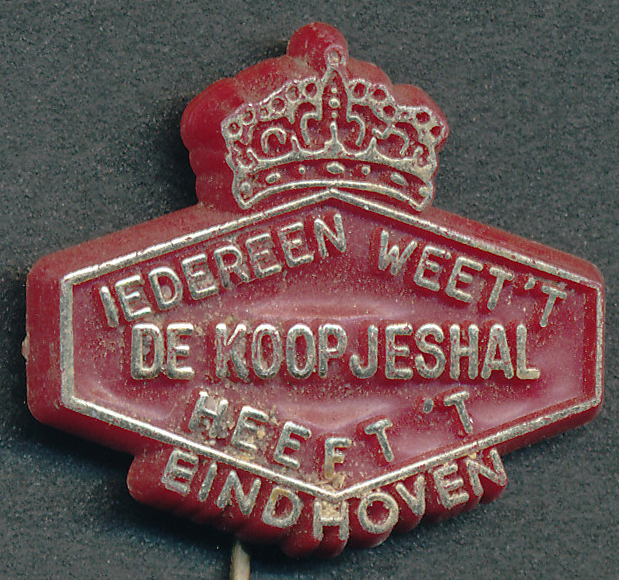 IEDEREEN WEET 'T
DE KOOPJESHAL
HEEFT 'T
EINDHOVEN